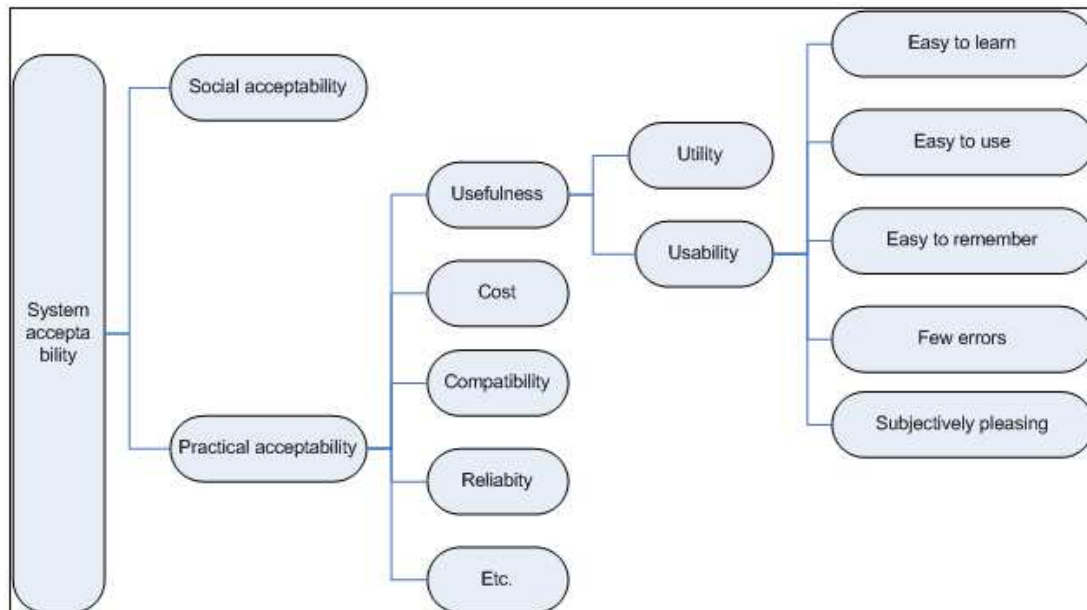 System
accepta
bility
Social acceptability
Practical acceptability
Usefulness
Cost
Compatibility
Reliabity
Etc.
Utility
Usability
Easy to learn
Easy to use
Easy to remember
Few errors
Subjectively pleasing